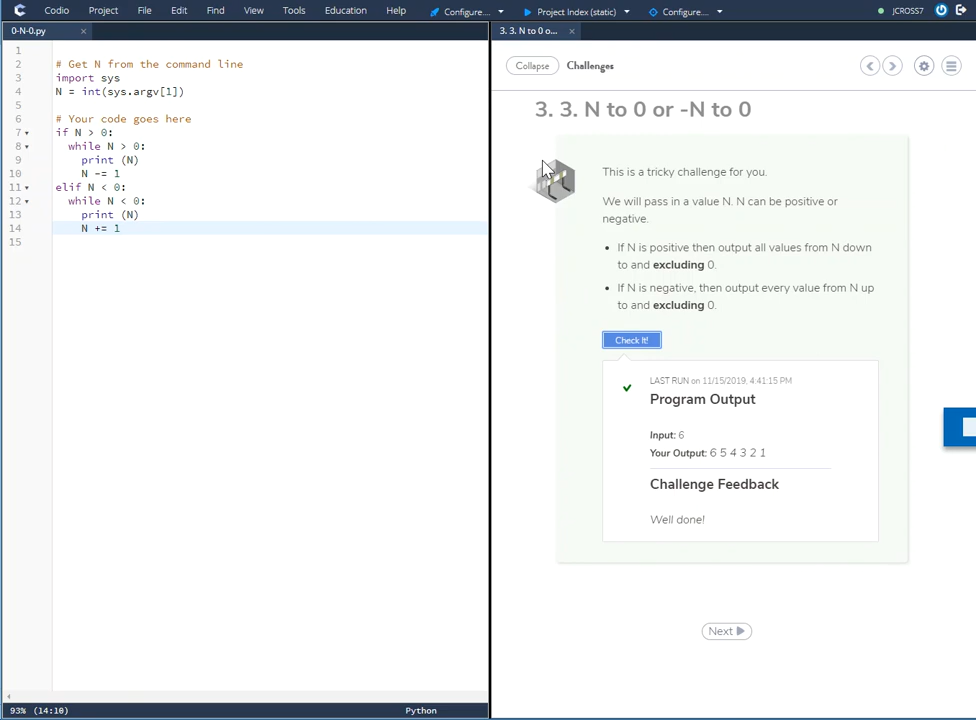 Codio Project File Edit Find View Tools Education Help Configure... Project Index (static) Configure... JCROSS7
0-N-0.py
3. 3. N to 0 o...
1
2 # Get N from the command line
3 import sys
4 N = int(sys.argv[1])
5
6 # Your code goes here
7 if N > 0:
8 while N > 0:
9 print (N)
10 N -= 1
11 elif N < 0:
12 while N < 0:
13 print (N)
14 N += 1
15
93% (14:10) Python
Collapse Challenges
3. 3. N to 0 or -N to 0
This is a tricky challenge for you.
We will pass in a value N. N can be positive or
negative.
• If N is positive then output all values from N down
to and excluding 0.
• If N is negative, then output every value from N up
to and excluding 0.
Check It!
LAST RUN on 11/15/2019, 4:41:15 PM
Program Output
Input: 6
Your Output: 6 5 4 3 2 1
Challenge Feedback
Well done!
Next